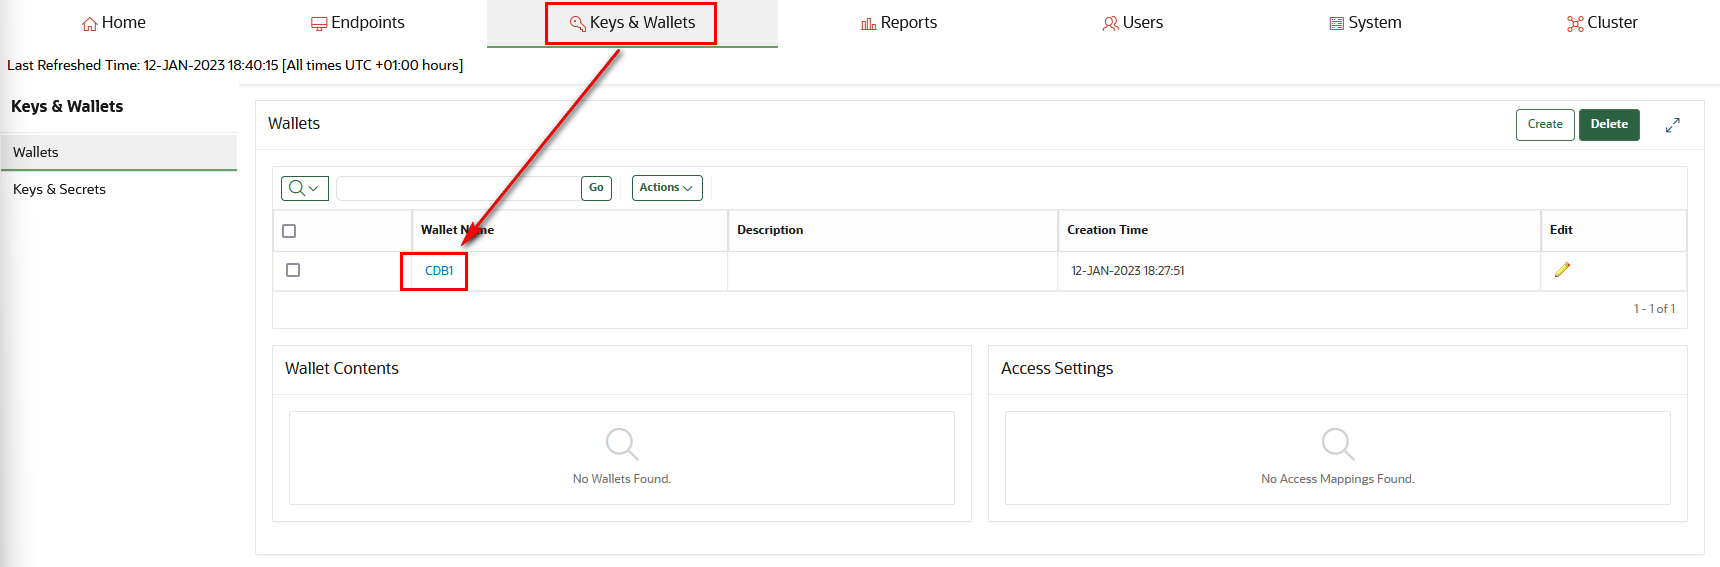 Home Endpoints Keys & Wallets Reports Users System Cluster
Last Refreshed Time: 12-JAN-2023 18:40:15 [All times UTC +01:00 hours]
Keys & Wallets
Wallets
Keys & Secrets
Wallets
Create Delete
Go Actions
Wallet Name Description Creation Time Edit
CDB1 12-JAN-2023 18:27:51
1 - 1 of 1
Wallet Contents
No Wallets Found.
Access Settings
No Access Mappings Found.